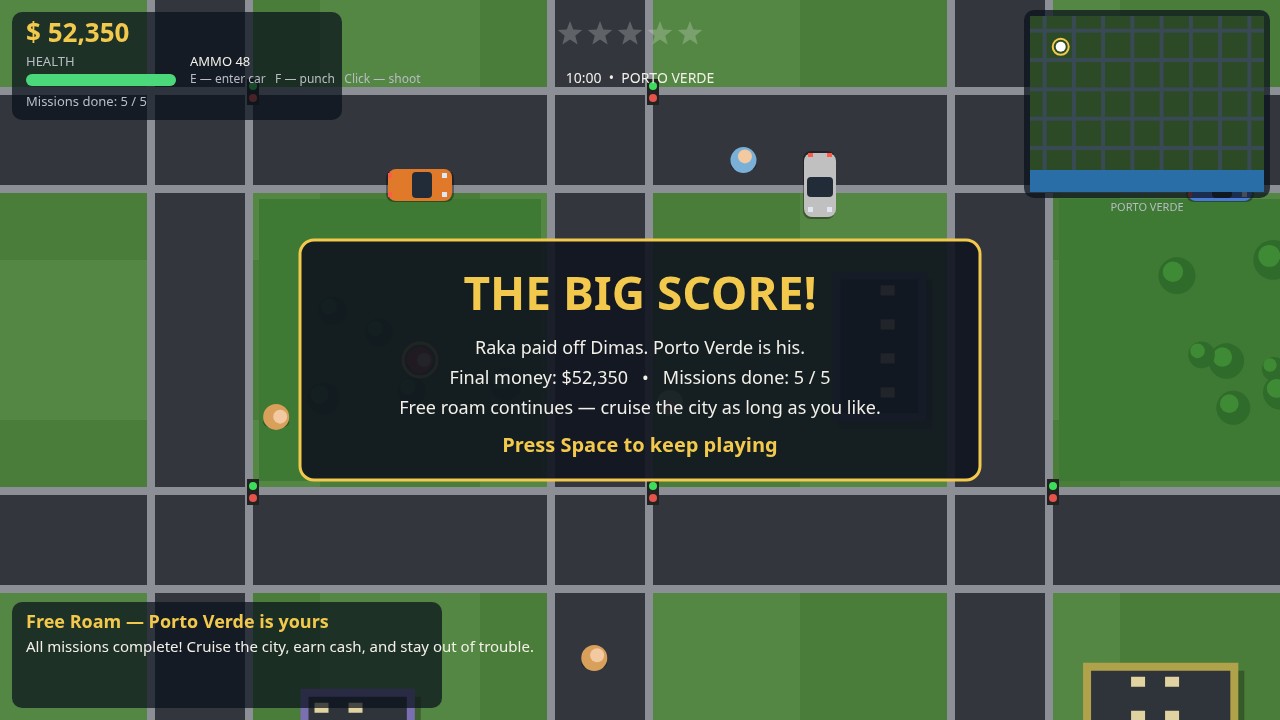 $ 52,350
HEALTH
AMMO 48
E — enter car F — punch Click — shoot
Missions done: 5 / 5
10:00 • PORTO VERDE
PORTO VERDE
THE BIG SCORE!
Raka paid off Dimas. Porto Verde is his.
Final money: $52,350 • Missions done: 5 / 5
Free roam continues — cruise the city as long as you like.
Press Space to keep playing
Free Roam — Porto Verde is yours
All missions complete! Cruise the city, earn cash, and stay out of trouble.